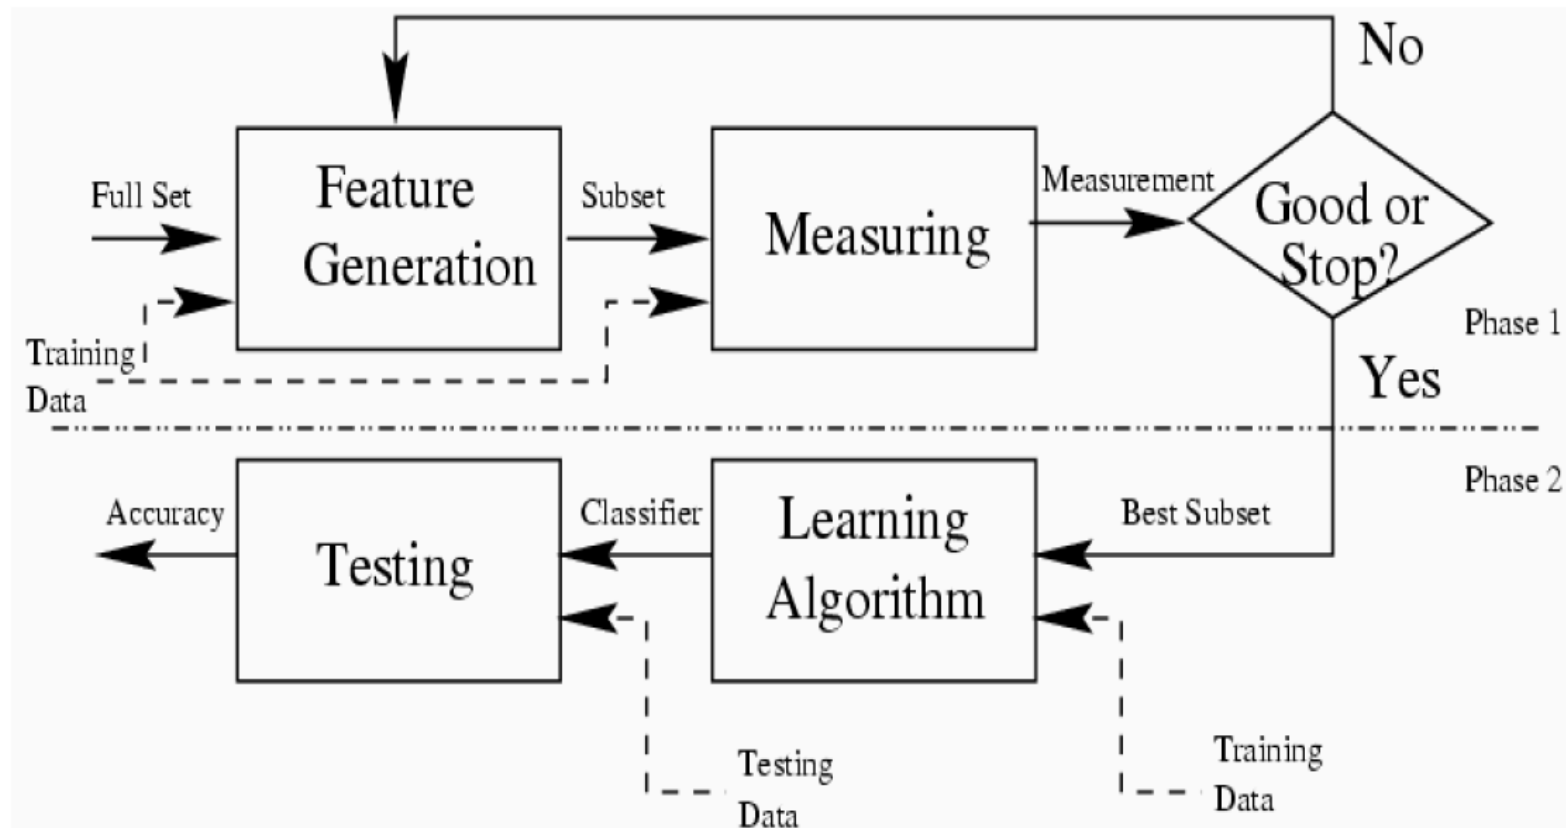 No
Full Set
Feature
Generation
Subset
Measuring
Measurement
Good or
Stop?
Training
Data
Phase 1
Yes
Phase 2
Accuracy
Testing
Classifier
Learning
Algorithm
Best Subset
Testing
Data
Training
Data